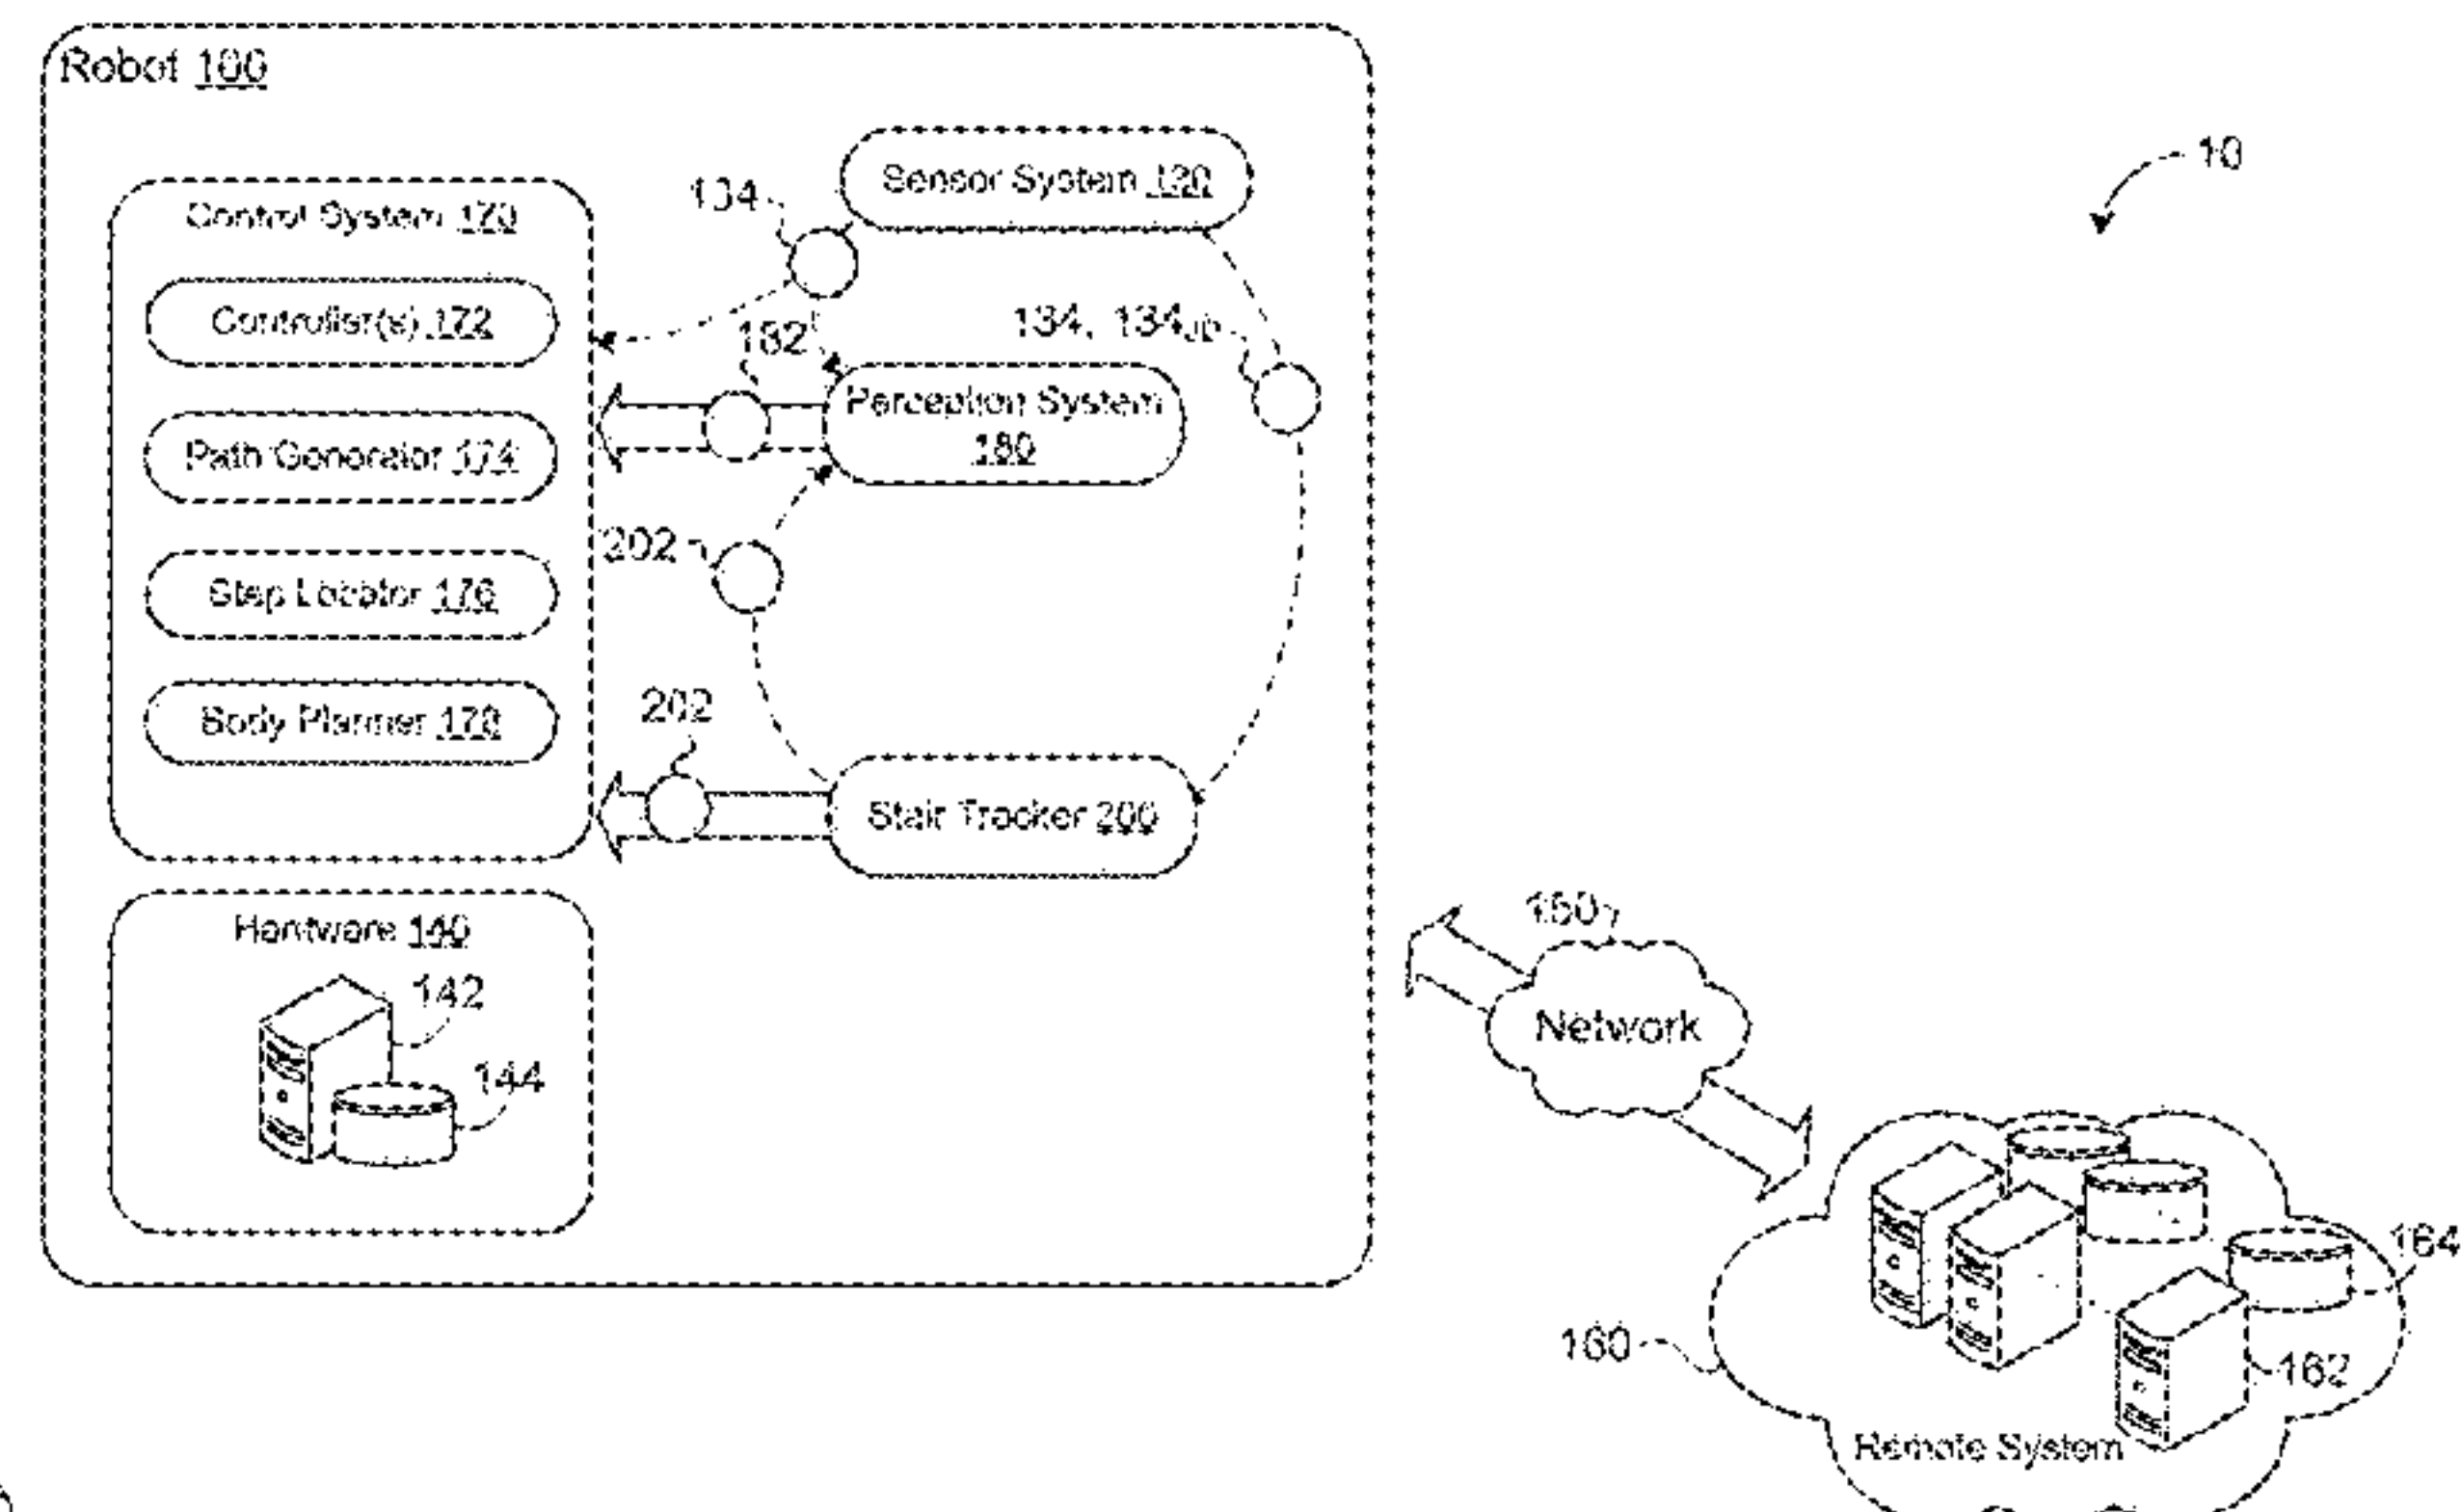 Robot 100
Sensor System 130
10
134
Control System 170
Controller(s) 172
134, 134
182
Perception System
180
Path Generator 174
202
Step Locator 176
202
Body Planner 178
Stair Tracker 200
Hardware 140
142
144
150
Network
164
160
162
Remote System